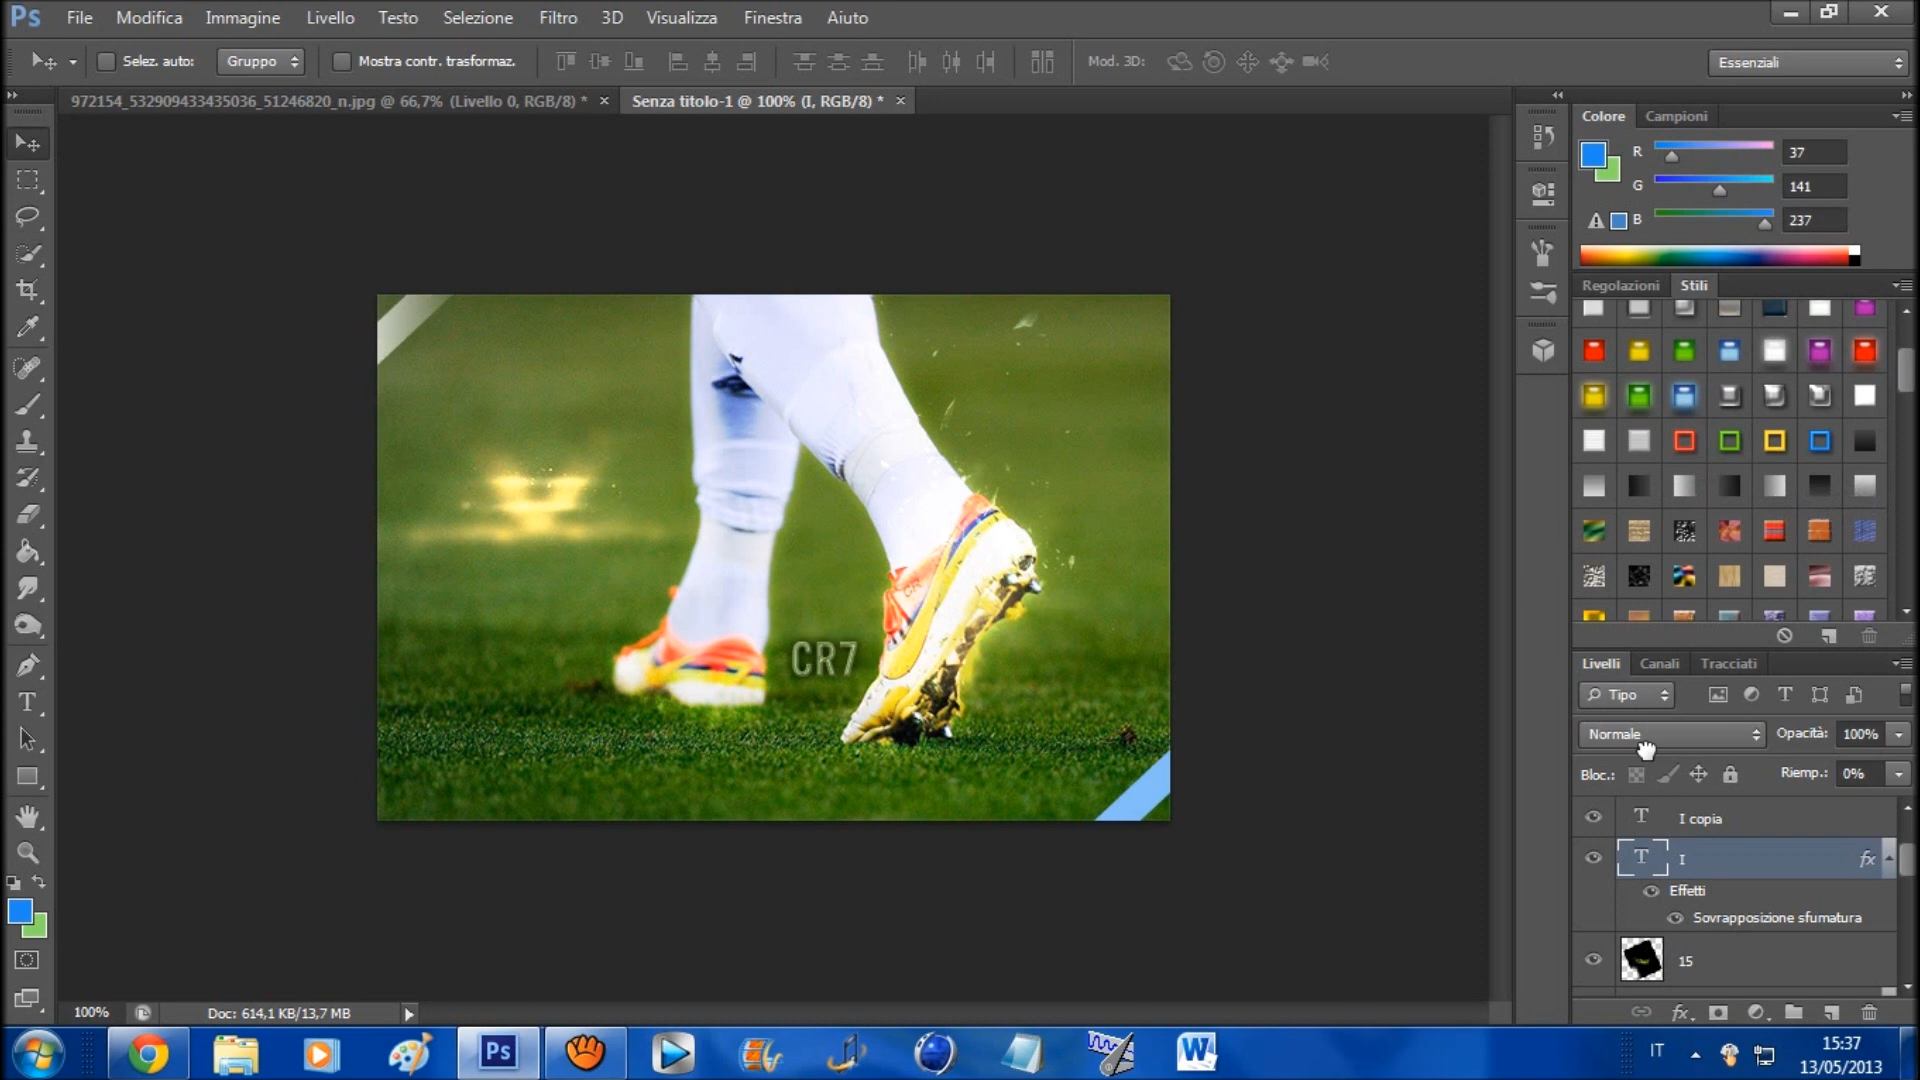 Ps File Modifica Immagine Livello Testo Selezione Filtro 3D Visualizza Finestra Aiuto
Selez. auto: Gruppo Mostra contr. trasformaz. Mod. 3D: Essenziali
972154_532909433435036_51246820_n.jpg @ 66,7% (Livello 0, RGB/8) * Senza titolo-1 @ 100% (I, RGB/8) *
Colore Campioni
R 37
G 141
B 237
Regolazioni Stili
CR7
Livelli Canali Tracciati
Tipo
Normale Opacità: 100%
Bloc.: Riemp.: 0%
I copia
I fx
Effetti
Sovrapposizione sfumatura
15
100% Doc: 614,1 KB/13,7 MB
fx.
Ps W IT 15:37
13/05/2013